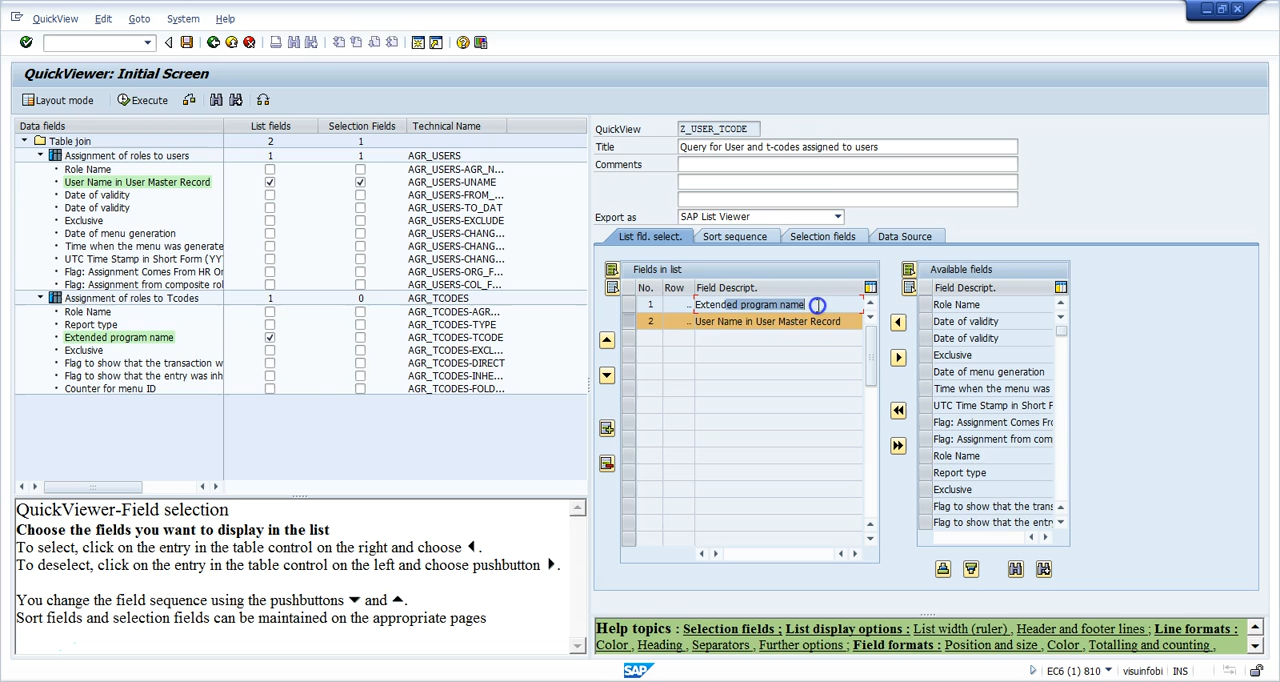 QuickView Edit Goto System Help
QuickViewer: Initial Screen
Layout mode Execute
Data fields List fields Selection Fields Technical Name
Table join 2 1
Assignment of roles to users 1 1 AGR_USERS
Role Name AGR_USERS-AGR_N...
User Name in User Master Record AGR_USERS-UNAME
Date of validity AGR_USERS-FROM_...
Date of validity AGR_USERS-TO_DAT
Exclusive AGR_USERS-EXCLUDE
Date of menu generation AGR_USERS-CHANG...
Time when the menu was generate AGR_USERS-CHANG...
UTC Time Stamp in Short Form (YY AGR_USERS-CHANG...
Flag: Assignment Comes From HR Or AGR_USERS-ORG_F...
Flag: Assignment from composite rol. AGR_USERS-COL_F...
Assignment of roles to Tcodes 1 0 AGR_TCODES
Role Name AGR_TCODES-AGR...
Report type AGR_TCODES-TYPE
Extended program name AGR_TCODES-TCODE
Exclusive AGR_TCODES-EXCL...
Flag to show that the transaction w AGR_TCODES-DIRECT
Flag to show that the entry was inh AGR_TCODES-INHE...
Counter for menu ID AGR_TCODES-FOLD...
QuickViewer-Field selection
Choose the fields you want to display in the list
To select, click on the entry in the table control on the right and choose ◄.
To deselect, click on the entry in the table control on the left and choose pushbutton ►.
You change the field sequence using the pushbuttons ▼ and ▲.
Sort fields and selection fields can be maintained on the appropriate pages
QuickView Z_USER_TCODE
Title Query for User and t-codes assigned to users
Comments
Export as SAP List Viewer
List fld. select. Sort sequence Selection fields Data Source
Fields in list
No. Row Field Descript.
1 .. Extended program name
2 .. User Name in User Master Record
Available fields
Field Descript.
Role Name
Date of validity
Date of validity
Exclusive
Date of menu generation
Time when the menu was
UTC Time Stamp in Short F
Flag: Assignment Comes Fr
Flag: Assignment from com
Role Name
Report type
Exclusive
Flag to show that the trans
Flag to show that the entry
Help topics : Selection fields ; List display options : List width (ruler) , Header and footer lines ; Line formats :
Color , Heading , Separators , Further options ; Field formats : Position and size , Color , Totalling and counting ,
SAP
EC6 (1) 810 visuinfobi INS